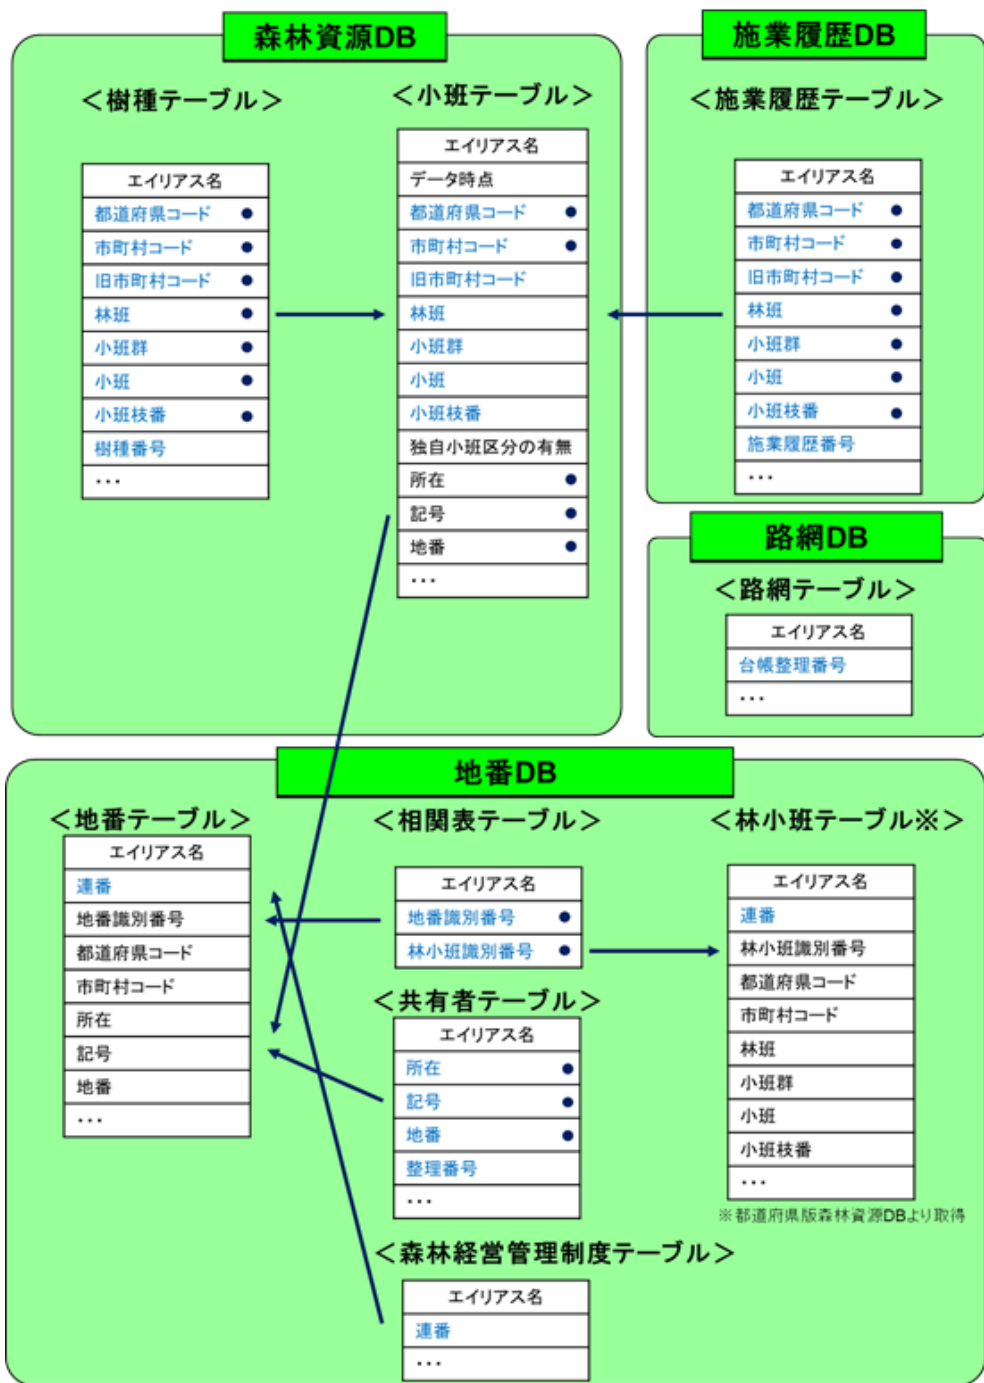 森林資源DB
<樹種テーブル>
エイリアス名
都道府県コード ●
市町村コード ●
旧市町村コード ●
林班 ●
小班群 ●
小班 ●
小班枝番 ●
樹種番号
・・・
<小班テーブル>
エイリアス名
データ時点
都道府県コード ●
市町村コード ●
旧市町村コード
林班
小班群
小班
小班枝番
独自小班区分の有無
所在 ●
記号 ●
地番 ●
・・・
施業履歴DB
<施業履歴テーブル>
エイリアス名
都道府県コード ●
市町村コード ●
旧市町村コード ●
林班 ●
小班群 ●
小班 ●
小班枝番 ●
施業履歴番号
・・・
路網DB
<路網テーブル>
エイリアス名
台帳整理番号
・・・
地番DB
<地番テーブル>
エイリアス名
連番
地番識別番号
都道府県コード
市町村コード
所在
記号
地番
・・・
<相関表テーブル>
エイリアス名
地番識別番号 ●
林小班識別番号 ●
<共有者テーブル>
エイリアス名
所在 ●
記号 ●
地番 ●
整理番号
・・・
<森林経営管理制度テーブル>
エイリアス名
連番
・・・
<林小班テーブル※>
エイリアス名
連番
林小班識別番号
都道府県コード
市町村コード
林班
小班群
小班
小班枝番
・・・
※都道府県版森林資源DBより取得